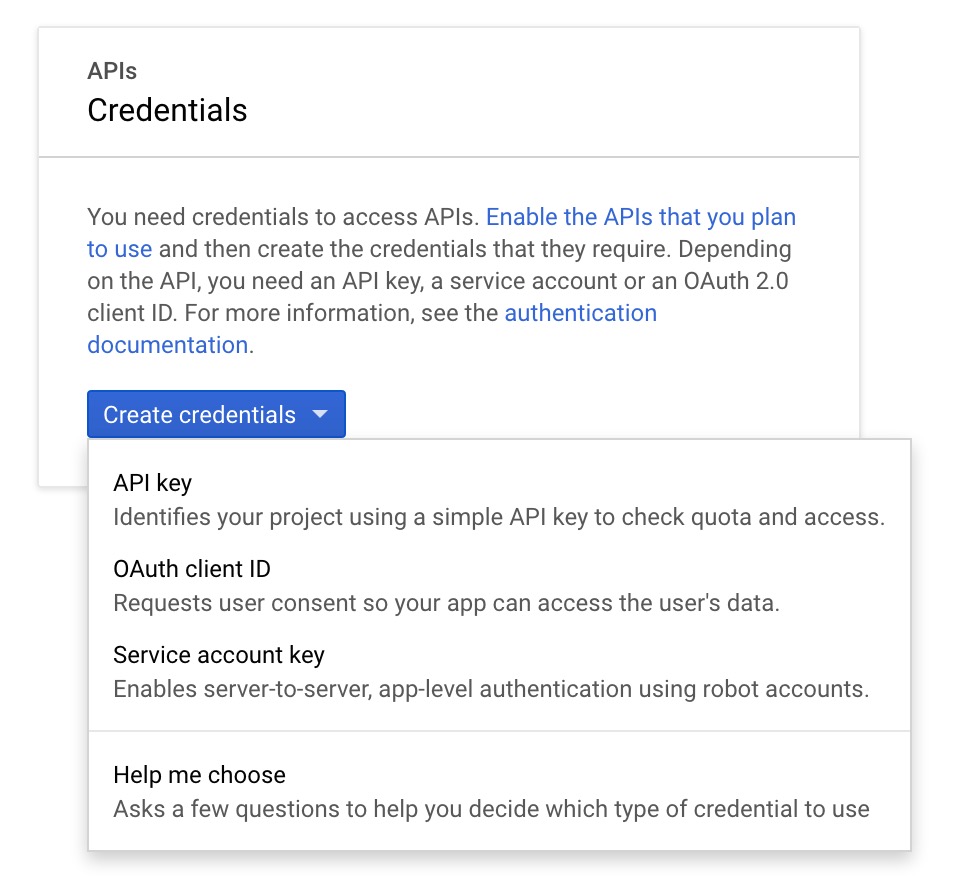 APIs
Credentials
You need credentials to access APIs. Enable the APIs that you plan
to use and then create the credentials that they require. Depending
on the API, you need an API key, a service account or an OAuth 2.0
client ID. For more information, see the authentication
documentation.
Create credentials
API key
Identifies your project using a simple API key to check quota and access.
OAuth client ID
Requests user consent so your app can access the user's data.
Service account key
Enables server-to-server, app-level authentication using robot accounts.
Help me choose
Asks a few questions to help you decide which type of credential to use